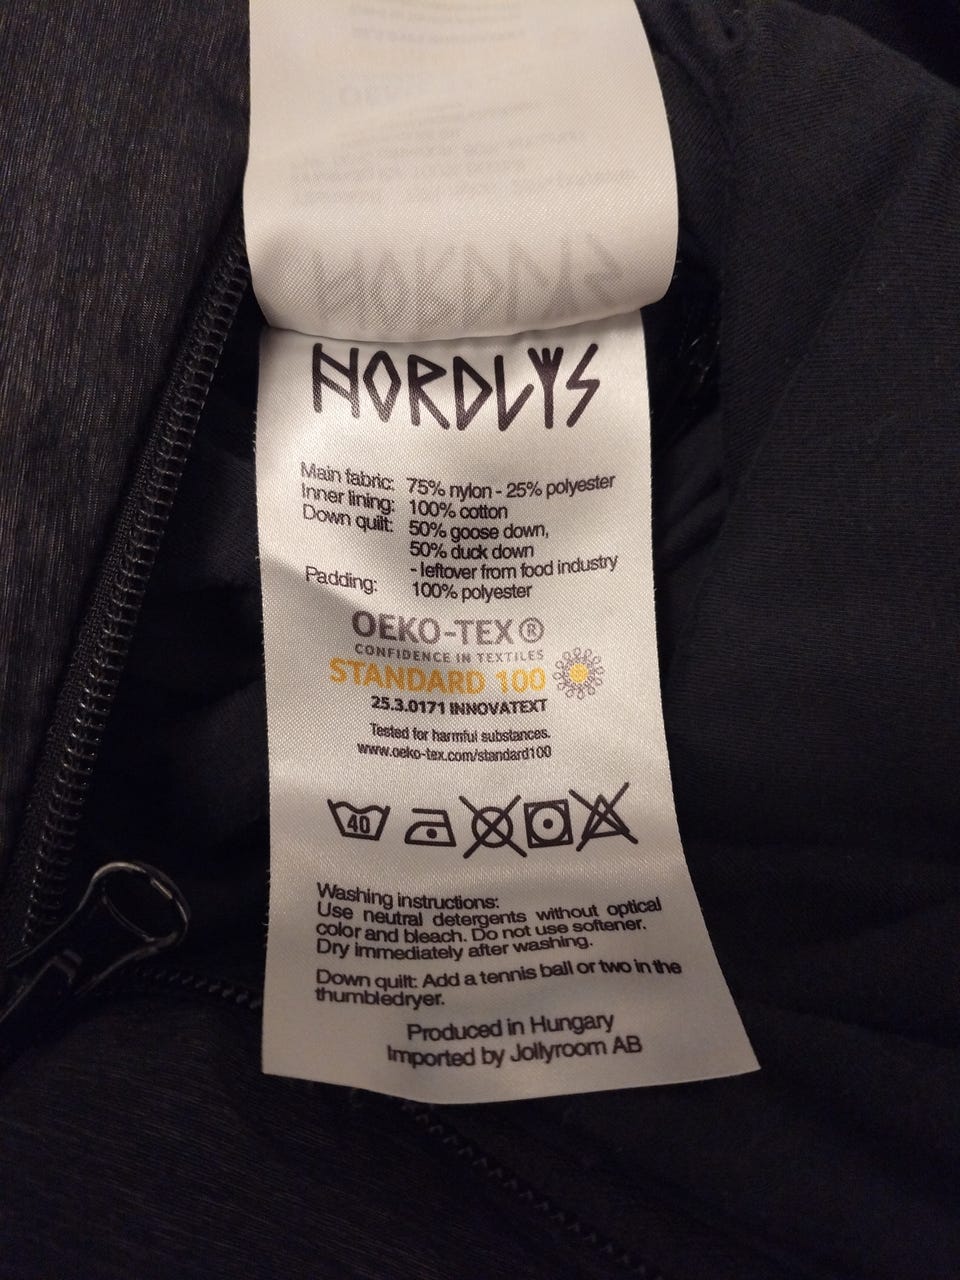 NORDLYS
Main fabric: 75% nylon - 25% polyester
Inner lining: 100% cotton
Down quilt: 50% goose down,
50% duck down
- leftover from food industry
Padding: 100% polyester
OEKO-TEX®
CONFIDENCE IN TEXTILES
STANDARD 100
25.3.0171 INNOVATEXT
Tested for harmful substances.
www.oeko-tex.com/standard100
40
Washing instructions:
Use neutral detergents without optical
color and bleach. Do not use softener.
Dry immediately after washing.
Down quilt: Add a tennis ball or two in the
thumbledryer.
Produced in Hungary
Imported by Jollyroom AB